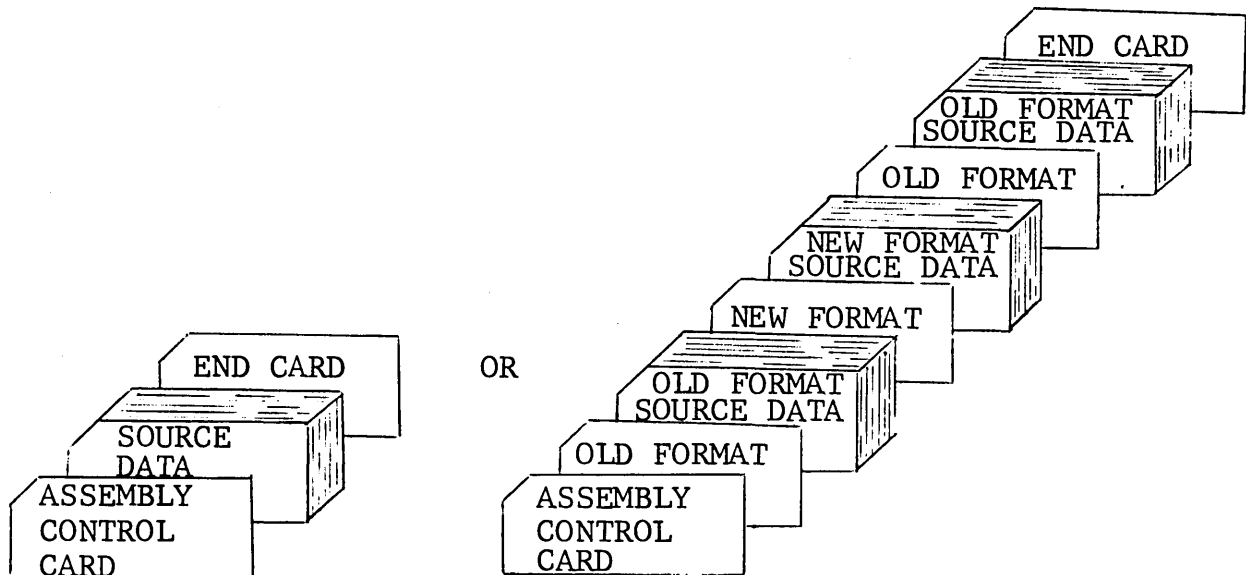 END CARD
SOURCE
DATA
ASSEMBLY
CONTROL
CARD
OR
END CARD
OLD FORMAT
SOURCE DATA
OLD FORMAT
NEW FORMAT
SOURCE DATA
NEW FORMAT
OLD FORMAT
SOURCE DATA
OLD FORMAT
ASSEMBLY
CONTROL
CARD